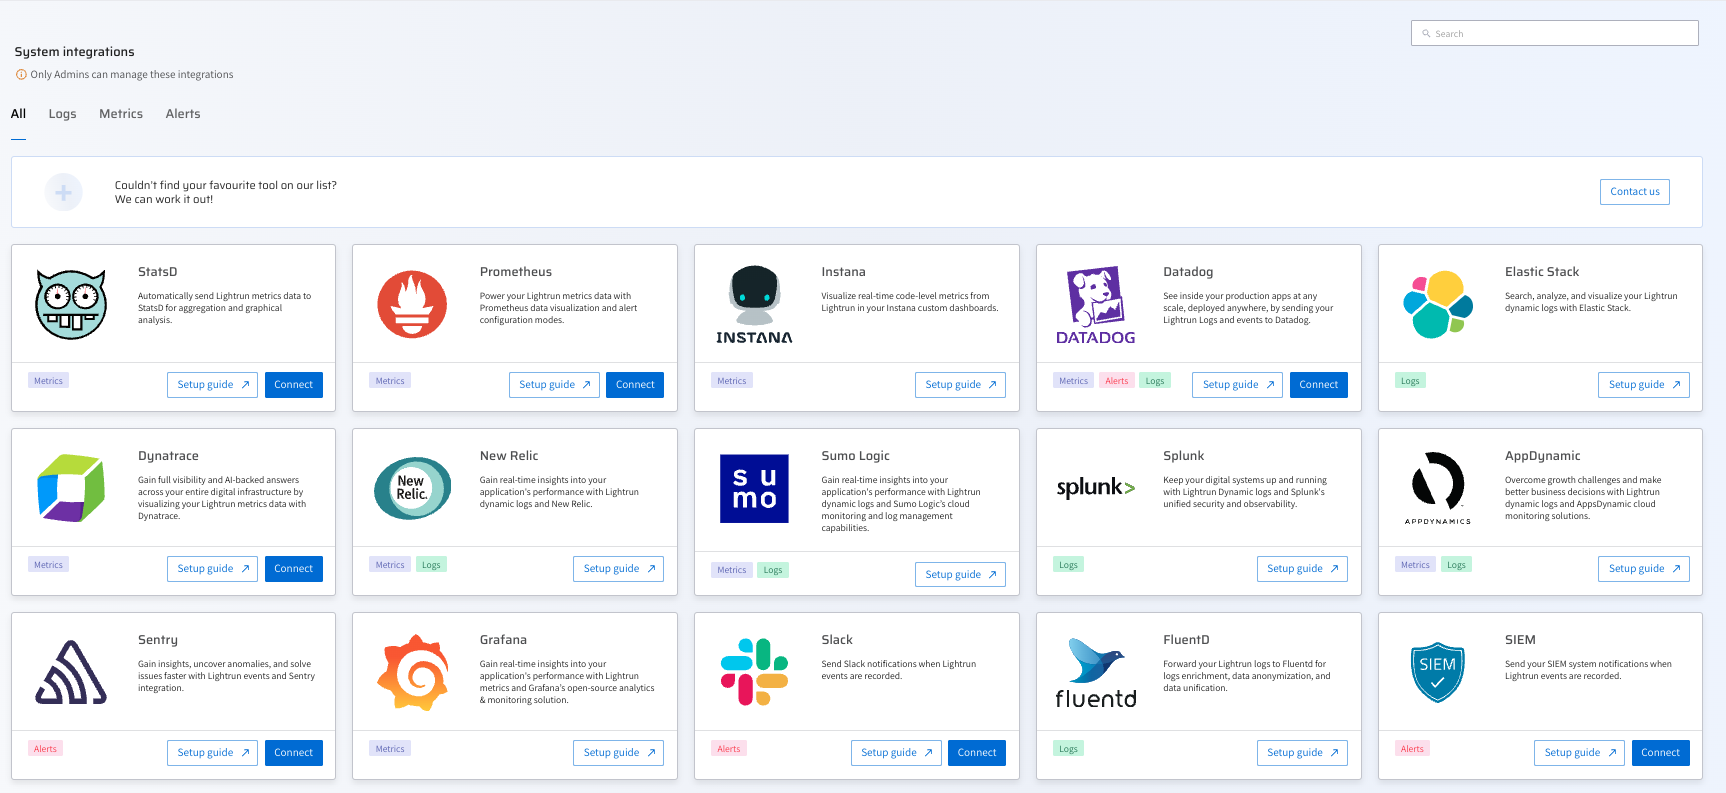 Search
System integrations
Only Admins can manage these integrations
All
Logs
Metrics
Alerts
Couldn't find your favourite tool on our list?
We can work it out!
Contact us
StatsD
Automatically send Lightrun metrics data to
StatsD for aggregation and graphical
analysis.
Metrics
Setup guide
Connect
Prometheus
Power your Lightrun metrics data with
Prometheus data visualization and alert
configuration modes.
Metrics
Setup guide
Connect
INSTANA
Instana
Visualize real-time code-level metrics from
Lightrun in your Instana custom dashboards.
Metrics
Setup guide
DATADOG
Datadog
See inside your production apps at any
scale, deployed anywhere, by sending your
Lightrun Logs and events to Datadog.
Metrics
Alerts
Logs
Setup guide
Connect
Elastic Stack
Search, analyze, and visualize your Lightrun
dynamic logs with Elastic Stack.
Logs
Setup guide
Dynatrace
Gain full visibility and AI-backed answers
across your entire digital infrastructure by
visualizing your Lightrun metrics data with
Dynatrace.
Metrics
Setup guide
Connect
New
Relic.
New Relic
Gain real-time insights into your
application's performance with Lightrun
dynamic logs and New Relic.
Metrics
Logs
Setup guide
su
mo
Sumo Logic
Gain real-time insights into your
application's performance with Lightrun
dynamic logs and Sumo Logic's cloud
monitoring and log management
capabilities.
Metrics
Logs
Setup guide
splunk>
Splunk
Keep your digital systems up and running
with Lightrun Dynamic logs and Splunk's
unified security and observability.
Logs
Setup guide
APPDYNAMICS
AppDynamic
Overcome growth challenges and make
better business decisions with Lightrun
dynamic logs and AppsDynamic cloud
monitoring solutions.
Metrics
Logs
Setup guide
Sentry
Gain insights, uncover anomalies, and solve
issues faster with Lightrun events and Sentry
integration.
Alerts
Setup guide
Connect
Grafana
Gain real-time insights into your
application's performance with Lightrun
metrics and Grafana's open-source analytics
& monitoring solution.
Metrics
Setup guide
Slack
Send Slack notifications when Lightrun
events are recorded.
Alerts
Setup guide
Connect
fluentd
FluentD
Forward your Lightrun logs to Fluentd for
logs enrichment, data anonymization, and
data unification.
Logs
Setup guide
SIEM
SIEM
Send your SIEM system notifications when
Lightrun events are recorded.
Alerts
Setup guide
Connect